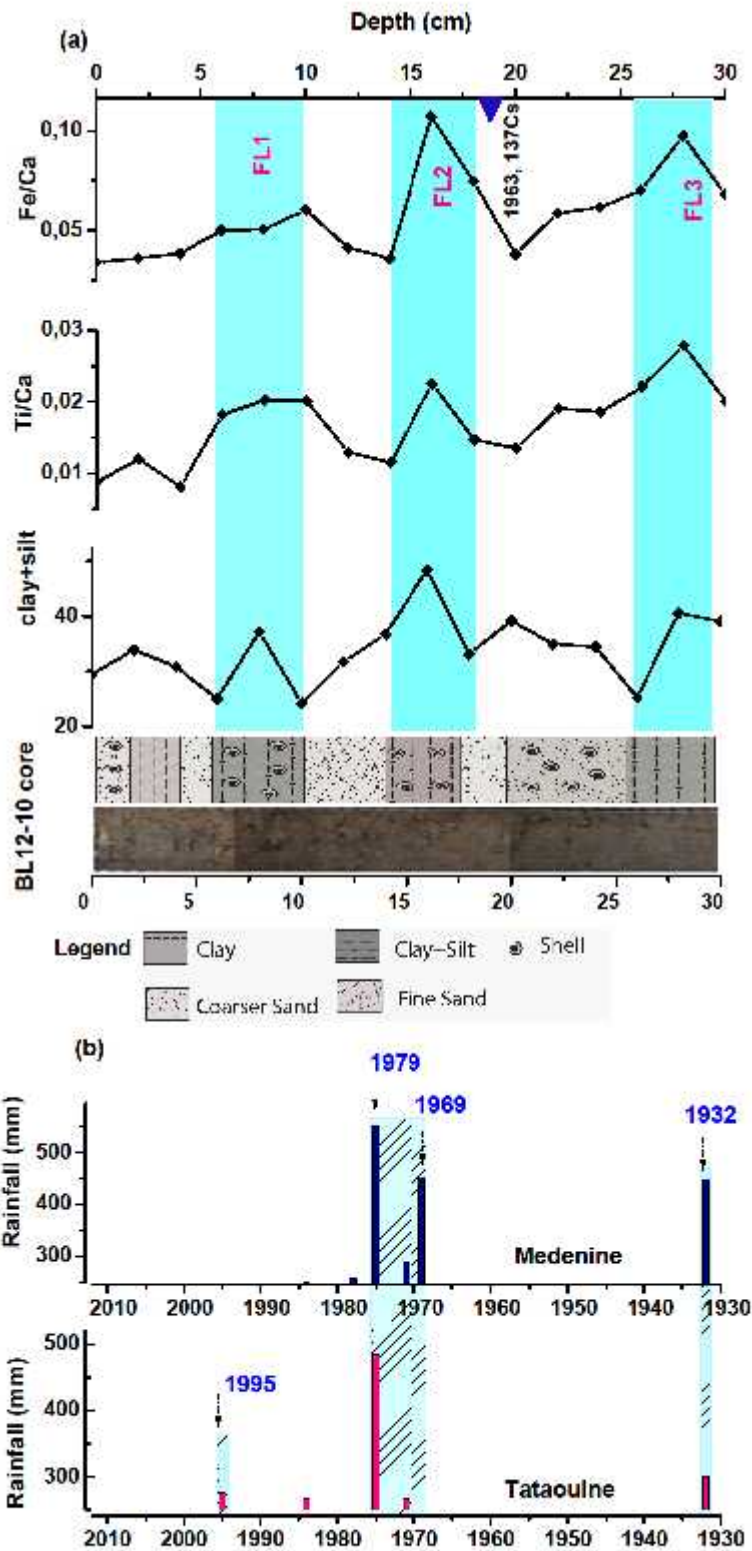 Depth (cm)
(a)
0 5 10 15 20 25 30
Fe/Ca
0,10
0,05
FL1
FL2
1963, 137Cs
FL3
Ti/Ca
0,03
0,02
0,01
clay+silt
40
20
BL12-10 core
0 5 10 15 20 25 30
Legend Clay Clay-Silt Shell
Coarser Sand Fine Sand
(b)
1979
1969
1932
Rainfall (mm)
500
400
300
Medenine
2010 2000 1990 1980 1970 1960 1950 1940 1930
Rainfall (mm)
500
400
300
1995
Tataouine
2010 2000 1990 1980 1970 1960 1950 1940 1930